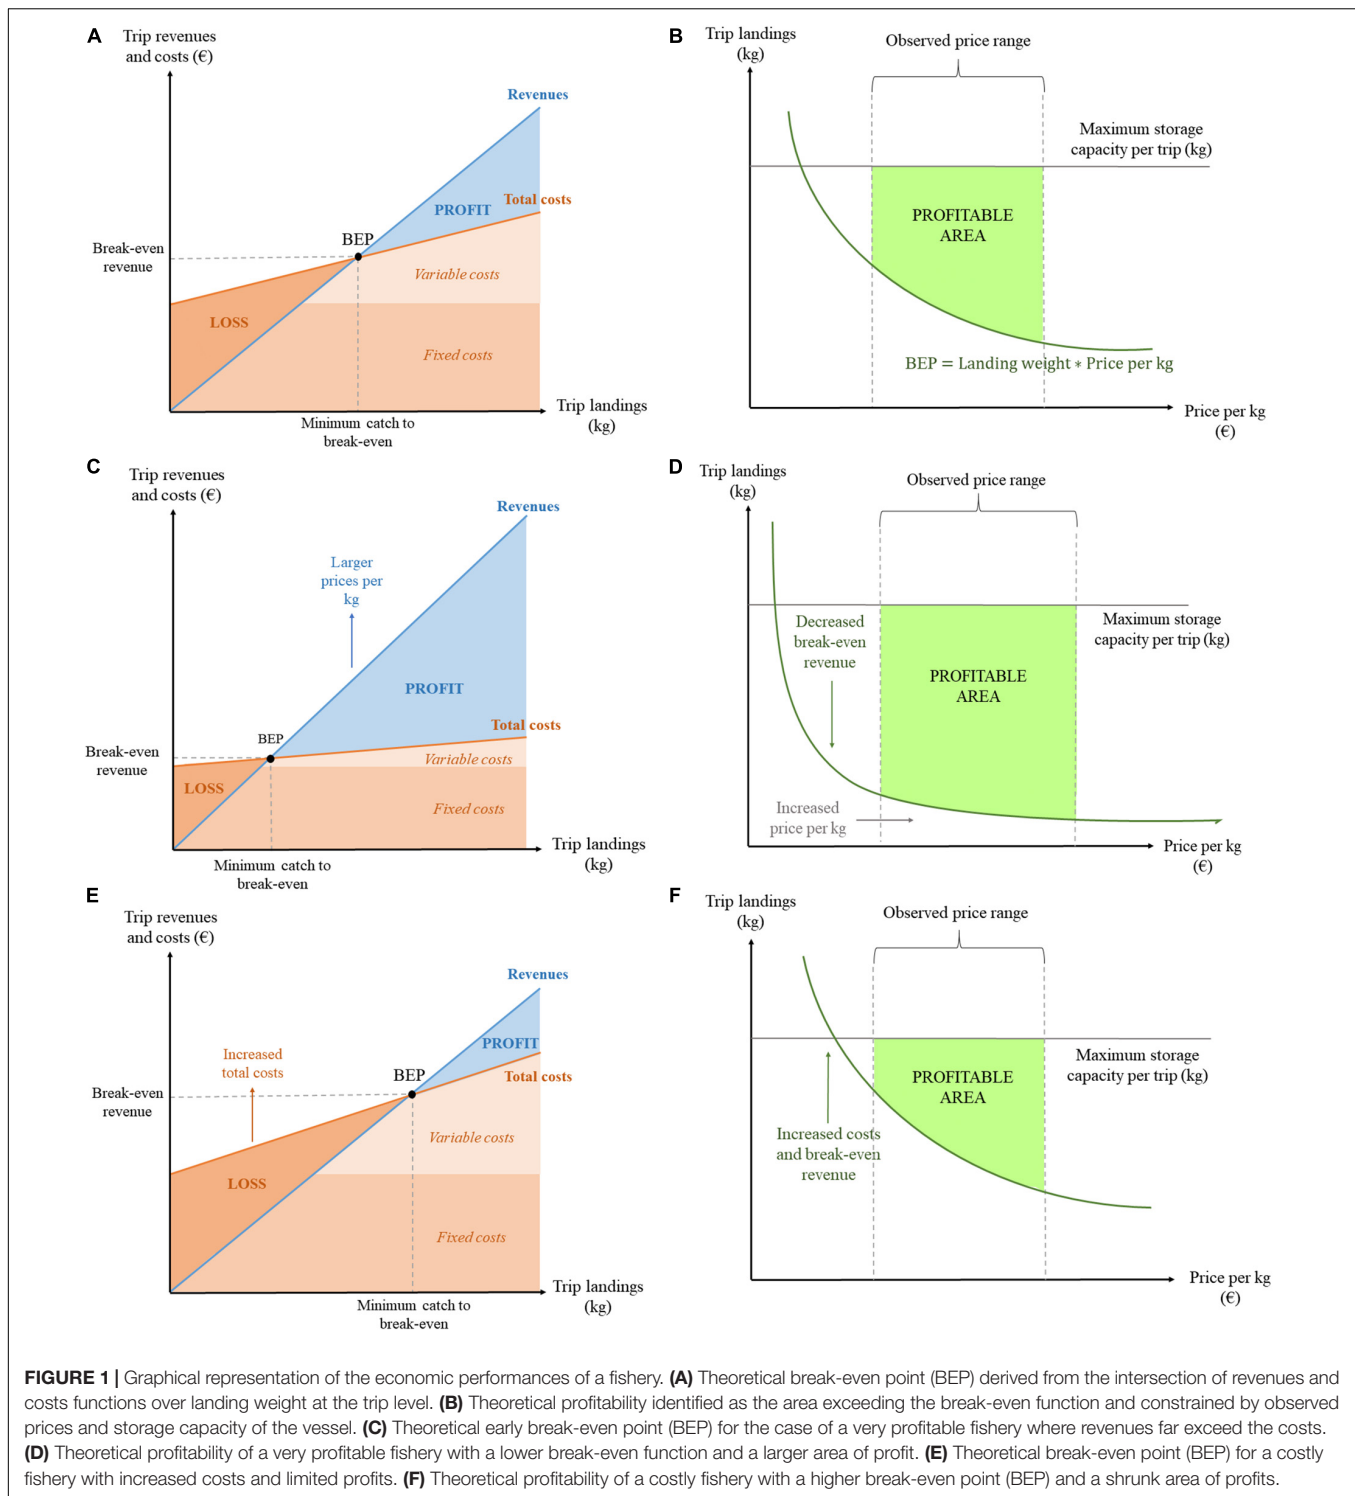 A
Trip revenues
and costs (€)
Revenues
Total costs
PROFIT
BEP
Break-even
revenue
Variable costs
LOSS
Fixed costs
Trip landings
(kg)
Minimum catch to
break-even
B
Trip landings
(kg)
Observed price range
Maximum storage
capacity per trip (kg)
PROFITABLE
AREA
BEP = Landing weight * Price per kg
Price per kg
(€)
C
Trip revenues
and costs (€)
Revenues
Larger
prices per
kg
PROFIT
Total costs
BEP
Break-even
revenue
Variable costs
LOSS
Fixed costs
Trip landings
(kg)
Minimum catch to
break-even
D
Trip landings
(kg)
Observed price range
Maximum storage
capacity per trip (kg)
Decreased
break-even
revenue
PROFITABLE
AREA
Increased
price per kg
Price per kg
(€)
E
Trip revenues
and costs (€)
Revenues
PROFIT
Increased
total costs
BEP
Total costs
Break-even
revenue
Variable costs
LOSS
Fixed costs
Trip landings
(kg)
Minimum catch to
break-even
F
Trip landings
(kg)
Observed price range
Maximum storage
capacity per trip (kg)
PROFITABLE
AREA
Increased costs
and break-even
revenue
Price per kg
(€)
FIGURE 1 | Graphical representation of the economic performances of a fishery. (A) Theoretical break-even point (BEP) derived from the intersection of revenues and
costs functions over landing weight at the trip level. (B) Theoretical profitability identified as the area exceeding the break-even function and constrained by observed
prices and storage capacity of the vessel. (C) Theoretical early break-even point (BEP) for the case of a very profitable fishery where revenues far exceed the costs.
(D) Theoretical profitability of a very profitable fishery with a lower break-even function and a larger area of profit. (E) Theoretical break-even point (BEP) for a costly
fishery with increased costs and limited profits. (F) Theoretical profitability of a costly fishery with a higher break-even point (BEP) and a shrunk area of profits.